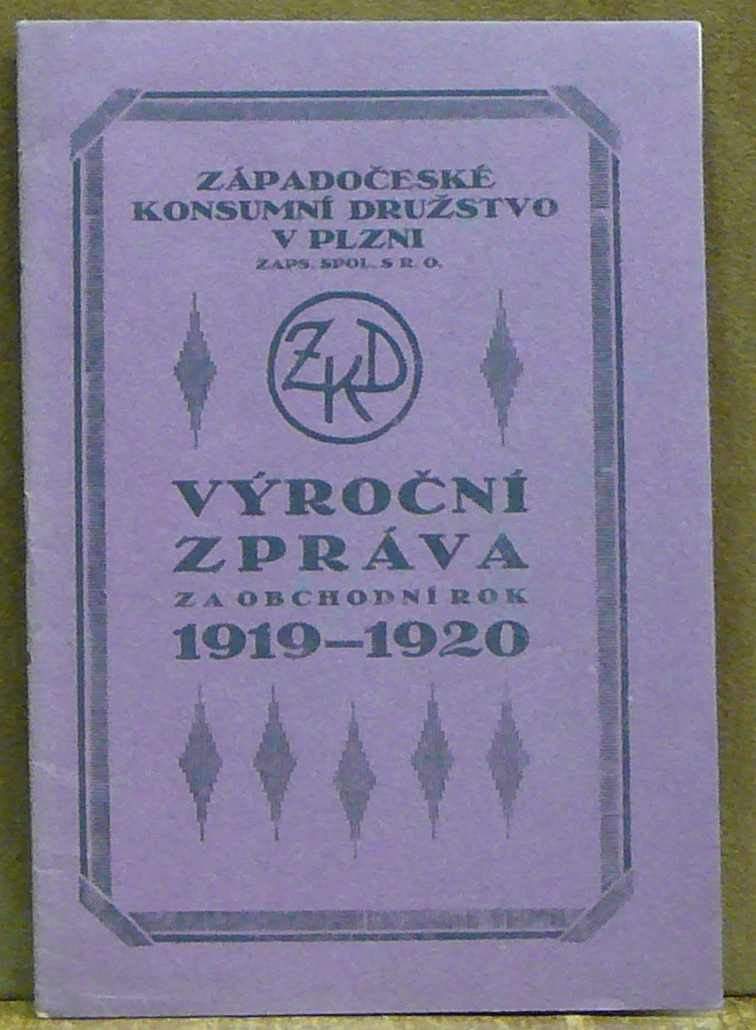 ZÁPADOČESKÉ
KONSUMNÍ DRUŽSTVO
V PLZNI
ZAPS. SPOL. S R. O.
ZKD
VÝROČNÍ
ZPRÁVA
ZA OBCHODNÍ ROK
1919–1920